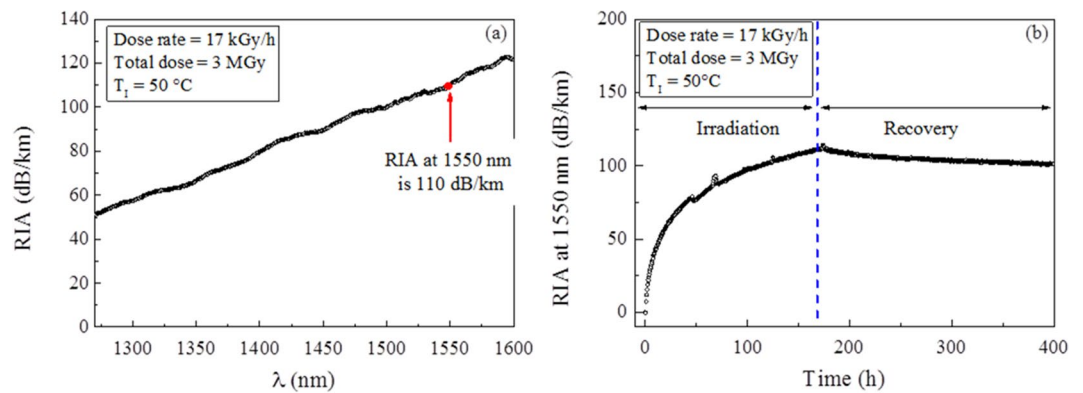 (a)
Dose rate = 17 kGy/h
Total dose = 3 MGy
T_I = 50 °C
RIA at 1550 nm
is 110 dB/km
RIA (dB/km)
140
120
100
80
60
40
20
0
1300 1350 1400 1450 1500 1550 1600
λ (nm)
(b)
Dose rate = 17 kGy/h
Total dose = 3 MGy
T_I = 50°C
Irradiation Recovery
RIA at 1550 nm (dB/km)
200
150
100
50
0
0 100 200 300 400
Time (h)